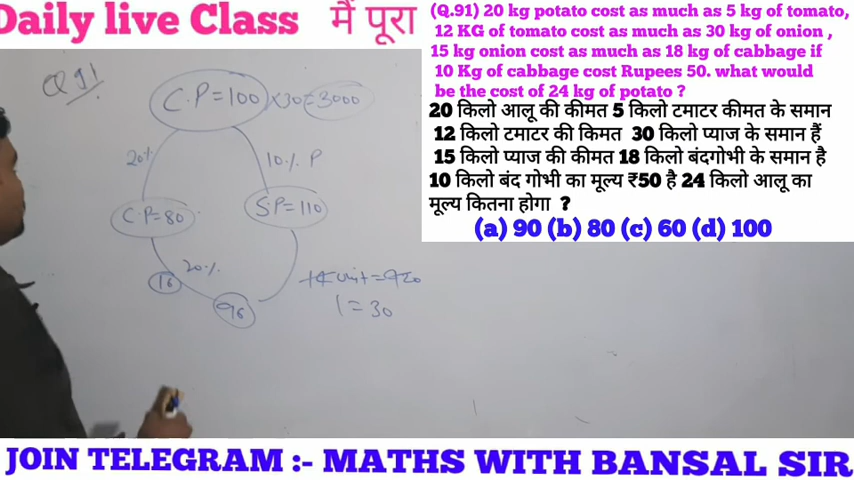 Daily live Class में पूरा
(Q.91) 20 kg potato cost as much as 5 kg of tomato,
12 KG of tomato cost as much as 30 kg of onion ,
15 kg onion cost as much as 18 kg of cabbage if
10 Kg of cabbage cost Rupees 50. what would
be the cost of 24 kg of potato ?
20 किलो आलू की कीमत 5 किलो टमाटर कीमत के समान
12 किलो टमाटर की किमत 30 किलो प्याज के समान हैं
15 किलो प्याज की कीमत 18 किलो बंदगोभी के समान है
10 किलो बंद गोभी का मूल्य ₹50 है 24 किलो आलू का
मूल्य कितना होगा ?
(a) 90 (b) 80 (c) 60 (d) 100
Q 91
C.P=100 x30=3000
20% 10% P
C.P=80 S.P=110
16 20%
96
14 unit=420
1=30
JOIN TELEGRAM :- MATHS WITH BANSAL SIR